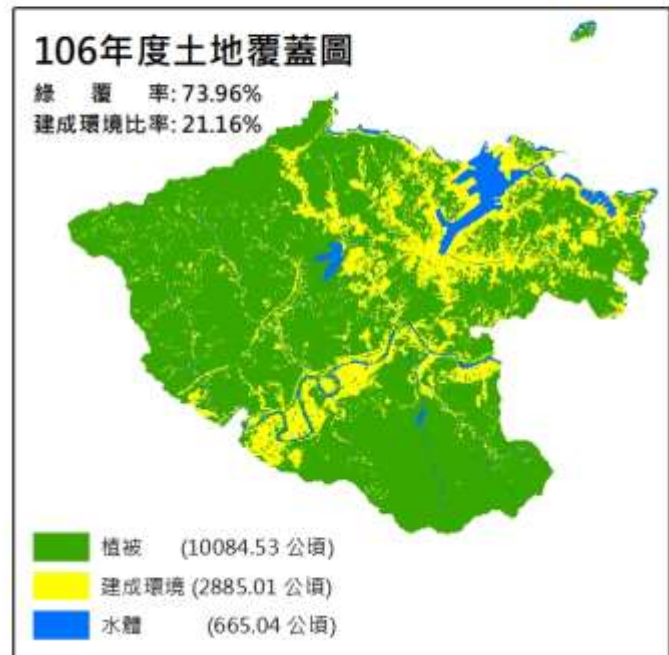 106年度土地覆蓋圖
綠覆率: 73.96%
建成環境比率: 21.16%
植被 (10084.53 公頃)
建成環境 (2885.01 公頃)
水體 (665.04 公頃)